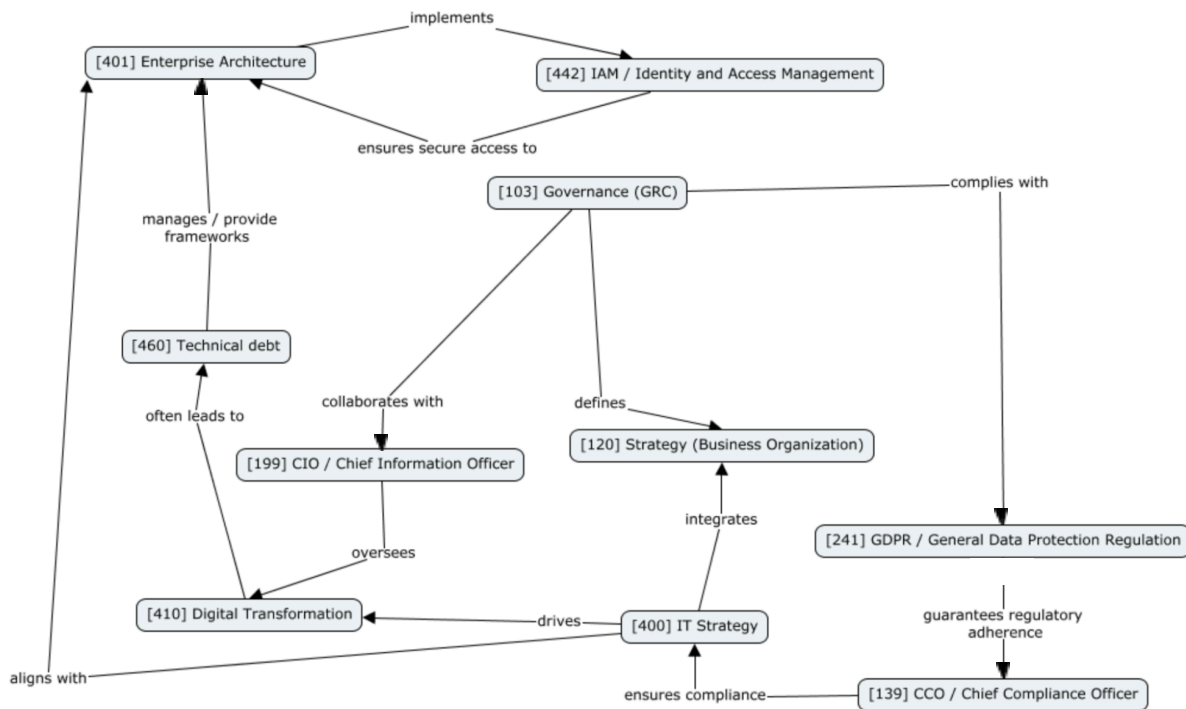 implements
[401] Enterprise Architecture
[442] IAM / Identity and Access Management
ensures secure access to
[103] Governance (GRC)
complies with
manages / provide
frameworks
[460] Technical debt
often leads to
collaborates with
defines
[199] CIO / Chief Information Officer
[120] Strategy (Business Organization)
integrates
[241] GDPR / General Data Protection Regulation
oversees
[410] Digital Transformation
drives
[400] IT Strategy
guarantees regulatory
adherence
aligns with
ensures compliance
[139] CCO / Chief Compliance Officer